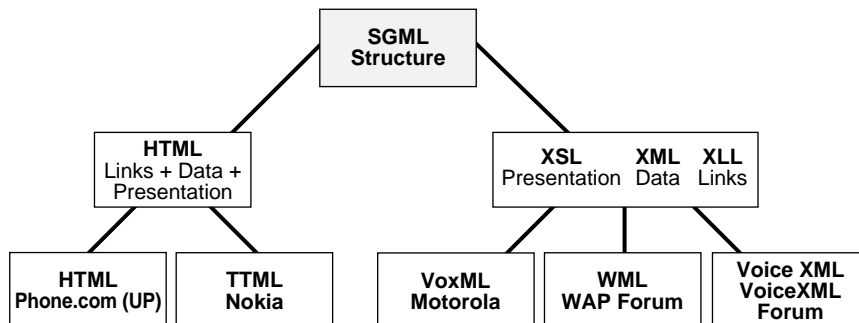 SGML
Structure
HTML
Links + Data +
Presentation
XSL XML XLL
Presentation Data Links
HTML
Phone.com (UP)
TTML
Nokia
VoxML
Motorola
WML
WAP Forum
Voice XML
VoiceXML
Forum